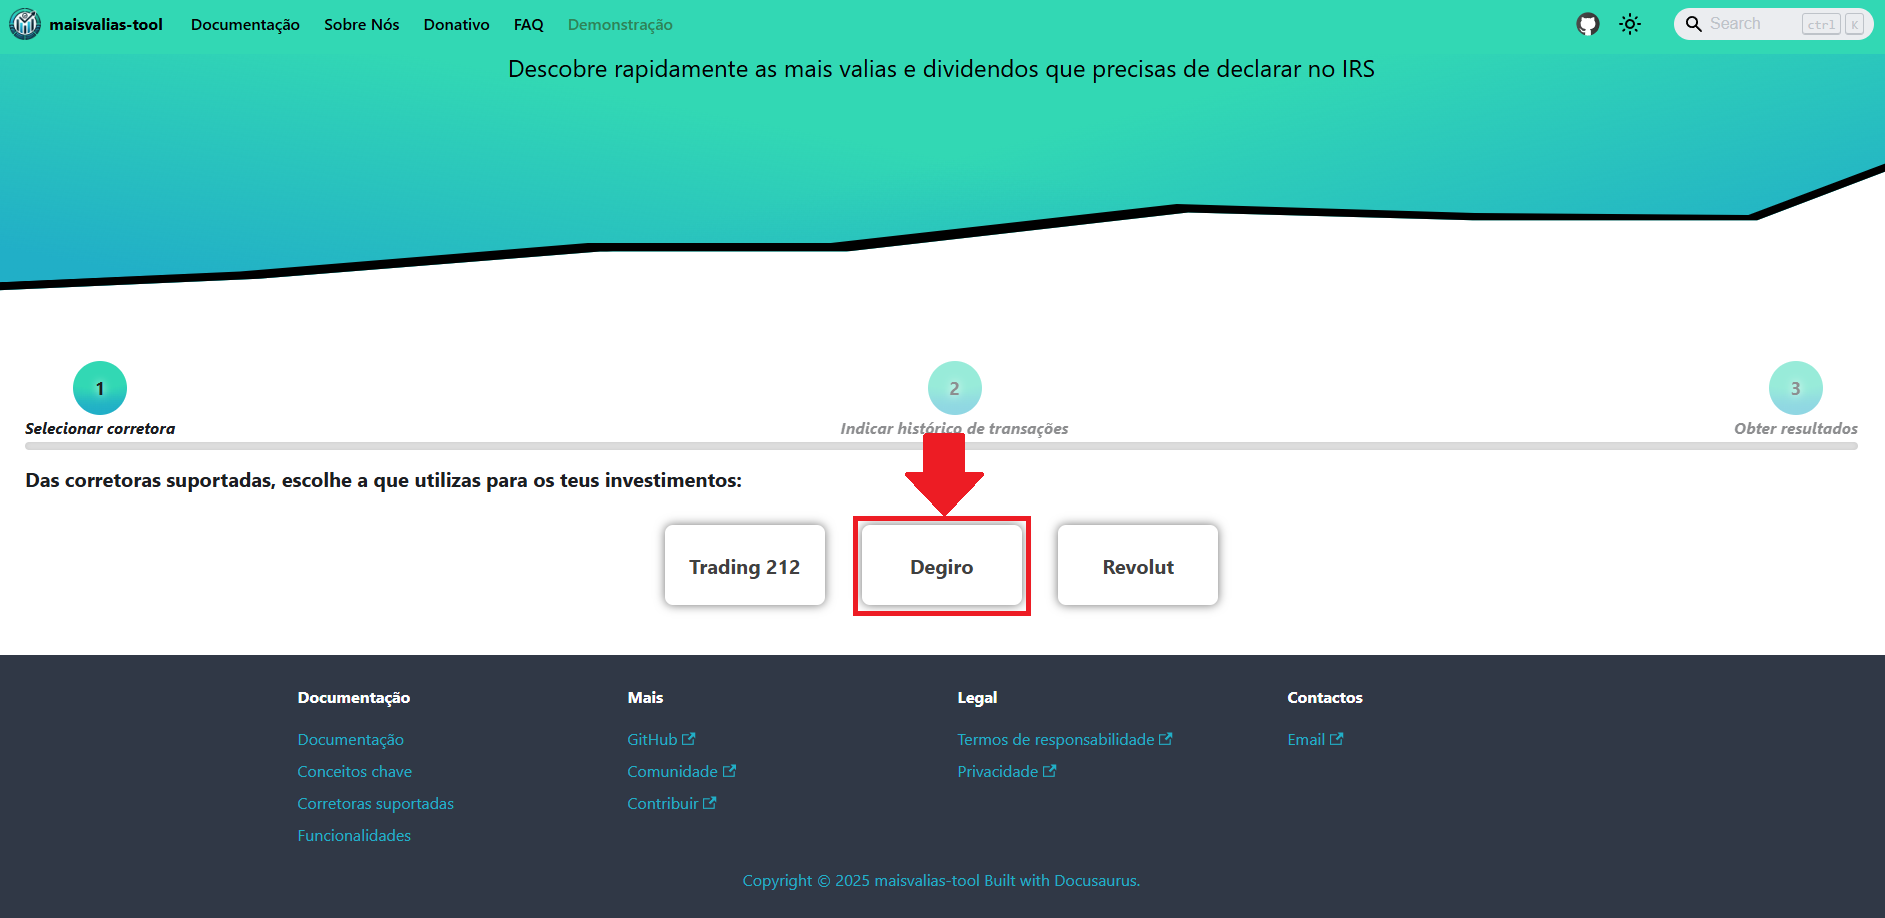 maisvalias-tool Documentação Sobre Nós Donativo FAQ Demonstração Search ctrl K
Descobre rapidamente as mais valias e dividendos que precisas de declarar no IRS
1 2 3
Selecionar corretora Indicar histórico de transações Obter resultados
Das corretoras suportadas, escolhe a que utilizas para os teus investimentos:
Trading 212 Degiro Revolut
Documentação
Documentação
Conceitos chave
Corretoras suportadas
Funcionalidades
Mais
GitHub
Comunidade
Contribuir
Legal
Termos de responsabilidade
Privacidade
Contactos
Email
Copyright © 2025 maisvalias-tool Built with Docusaurus.